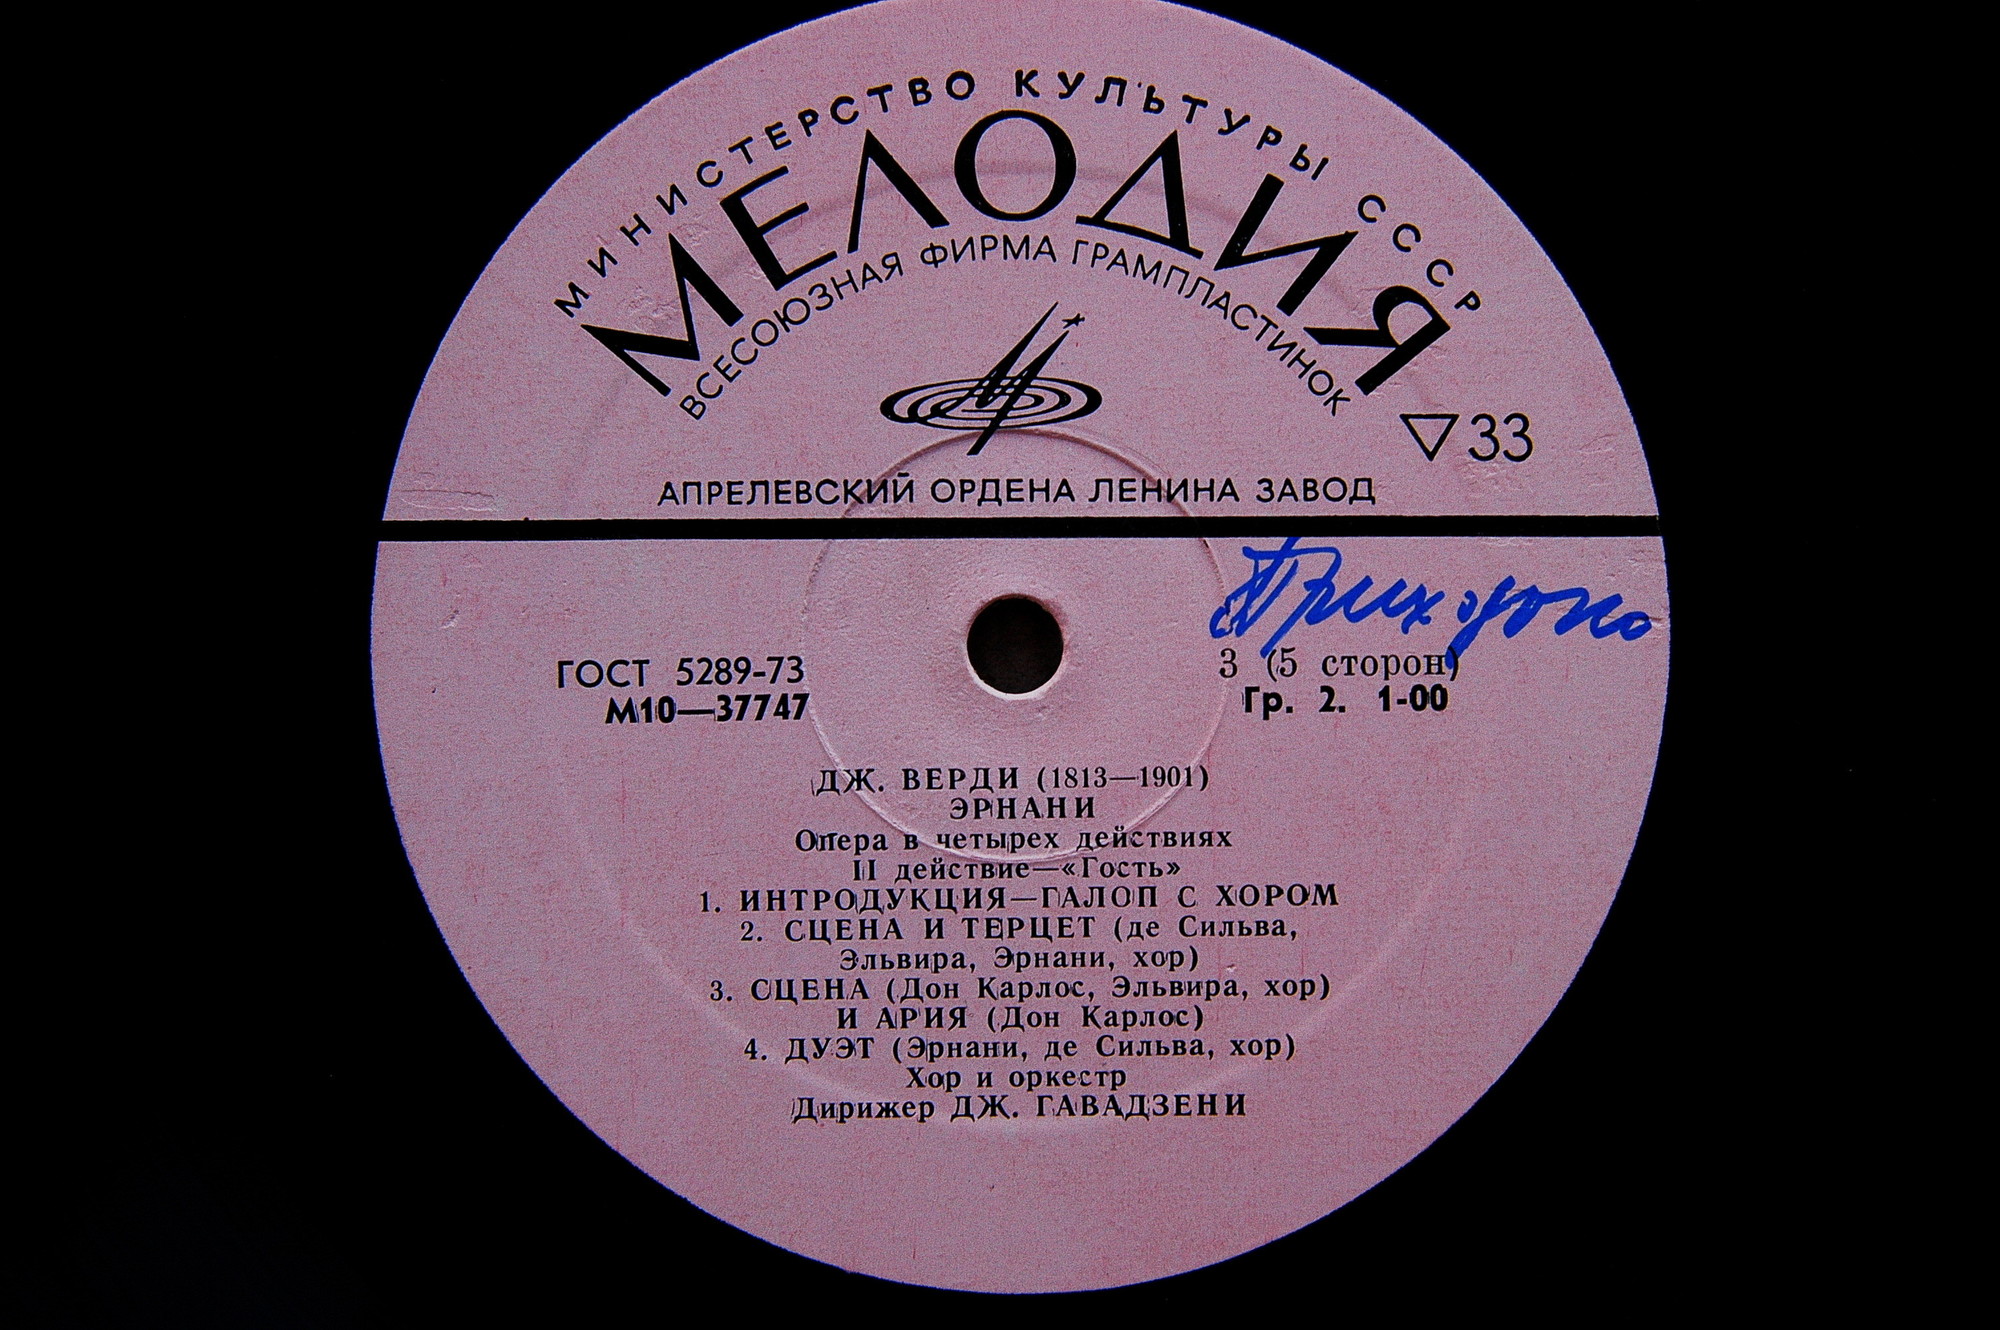 МИНИСТЕРСТВО КУЛЬТУРЫ СССР
МЕЛОДИЯ
ВСЕСОЮЗНАЯ ФИРМА ГРАМПЛАСТИНОК
▽33
АПРЕЛЕВСКИЙ ОРДЕНА ЛЕНИНА ЗАВОД
ГОСТ 5289-73
М10—37747
3 (5 сторон)
Гр. 2. 1-00
ДЖ. ВЕРДИ (1813—1901)
ЭРНАНИ
Опера в четырех действиях
II действие—«Гость»
1. ИНТРОДУКЦИЯ—ГАЛОП С ХОРОМ
2. СЦЕНА И ТЕРЦЕТ (де Сильва,
Эльвира, Эрнани, хор)
3. СЦЕНА (Дон Карлос, Эльвира, хор)
И АРИЯ (Дон Карлос)
4. ДУЭТ (Эрнани, де Сильва, хор)
Хор и оркестр
Дирижер ДЖ. ГАВАДЗЕНИ